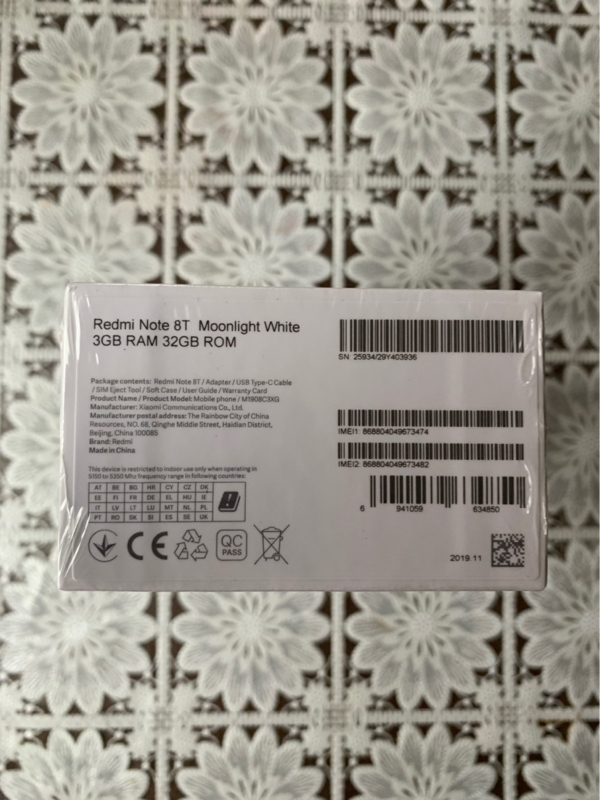 Redmi Note 8T Moonlight White
3GB RAM 32GB ROM
SN: 25934/29Y403936
Package contents: Redmi Note 8T / Adapter / USB Type-C Cable
/ SIM Eject Tool / Soft Case / User Guide / Warranty Card
Product Name / Product Model: Mobile phone / M1908C3XG
Manufacturer: Xiaomi Communications Co., Ltd.
Manufacturer postal address: The Rainbow City of China
Resources, NO. 68, Qinghe Middle Street, Haidian District,
Beijing, China 100085
Brand: Redmi
Made in China
IMEI1: 868804049673474
IMEI2: 868804049673482
6 941059 634850
This device is restricted to indoor use only when operating in
5150 to 5350 Mhz frequency range in following countries:
AT BE BG HR CY CZ DK
EE FI FR DE EL HU IE
IT LV LT LU MT NL PL
PT RO SK SI ES SE UK
CE
QC
PASS
2019.11